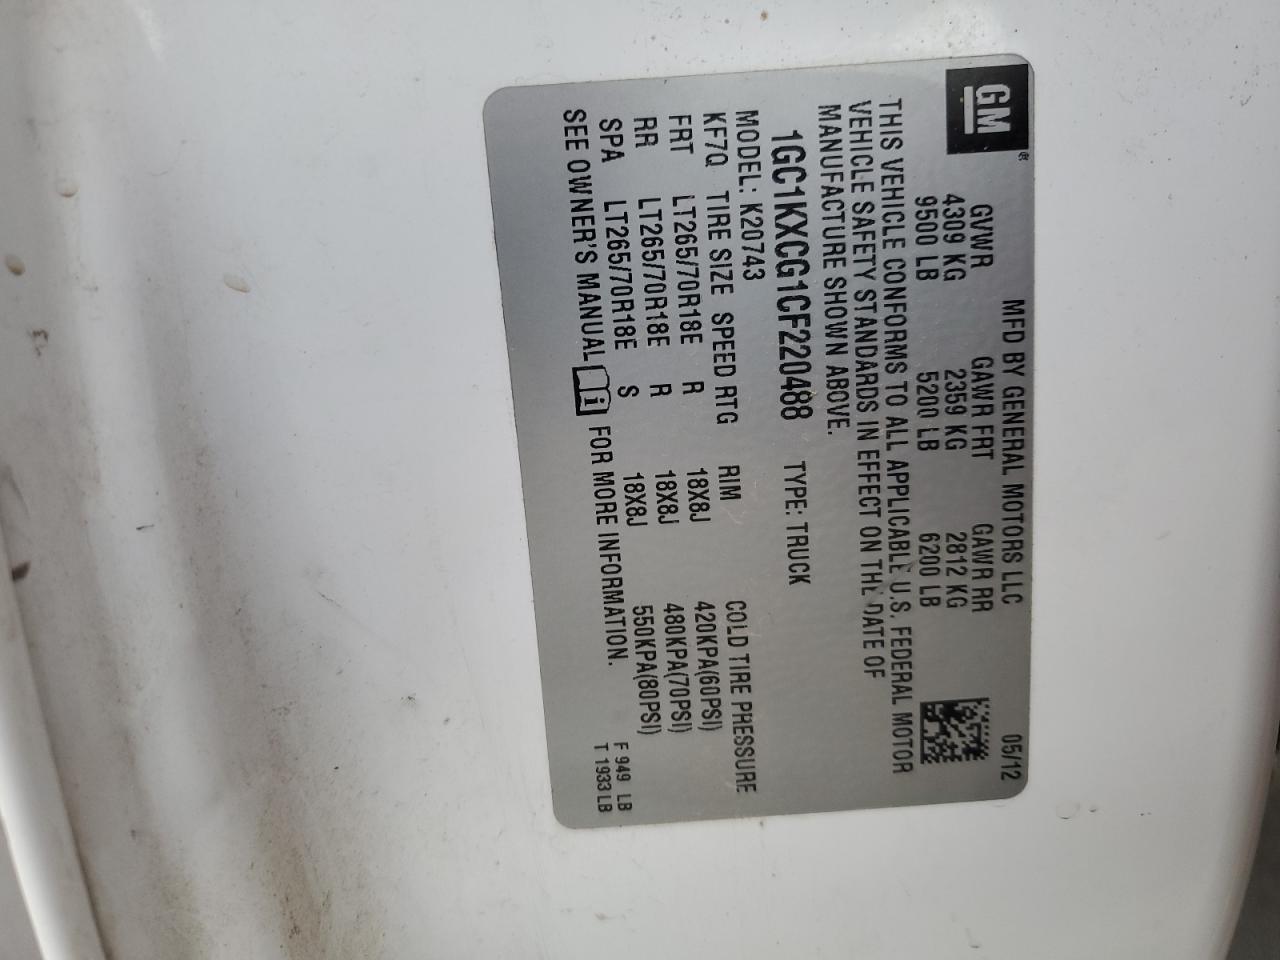 GM
MFD BY GENERAL MOTORS LLC 05/12
GVWR GAWR FRT GAWR RR
4309 KG 2359 KG 2812 KG
9500 LB 5200 LB 6200 LB
THIS VEHICLE CONFORMS TO ALL APPLICABLE U.S. FEDERAL MOTOR
VEHICLE SAFETY STANDARDS IN EFFECT ON THE DATE OF
MANUFACTURE SHOWN ABOVE.
1GC1KXCG1CF220488 TYPE: TRUCK
MODEL: K20743
KF7Q TIRE SIZE SPEED RTG RIM COLD TIRE PRESSURE
FRT LT265/70R18E R 18X8J 420KPA(60PSI)
RR LT265/70R18E R 18X8J 480KPA(70PSI)
SPA LT265/70R18E S 18X8J 550KPA(80PSI)
SEE OWNER'S MANUAL i FOR MORE INFORMATION.
F 949 LB
T 1933 LB